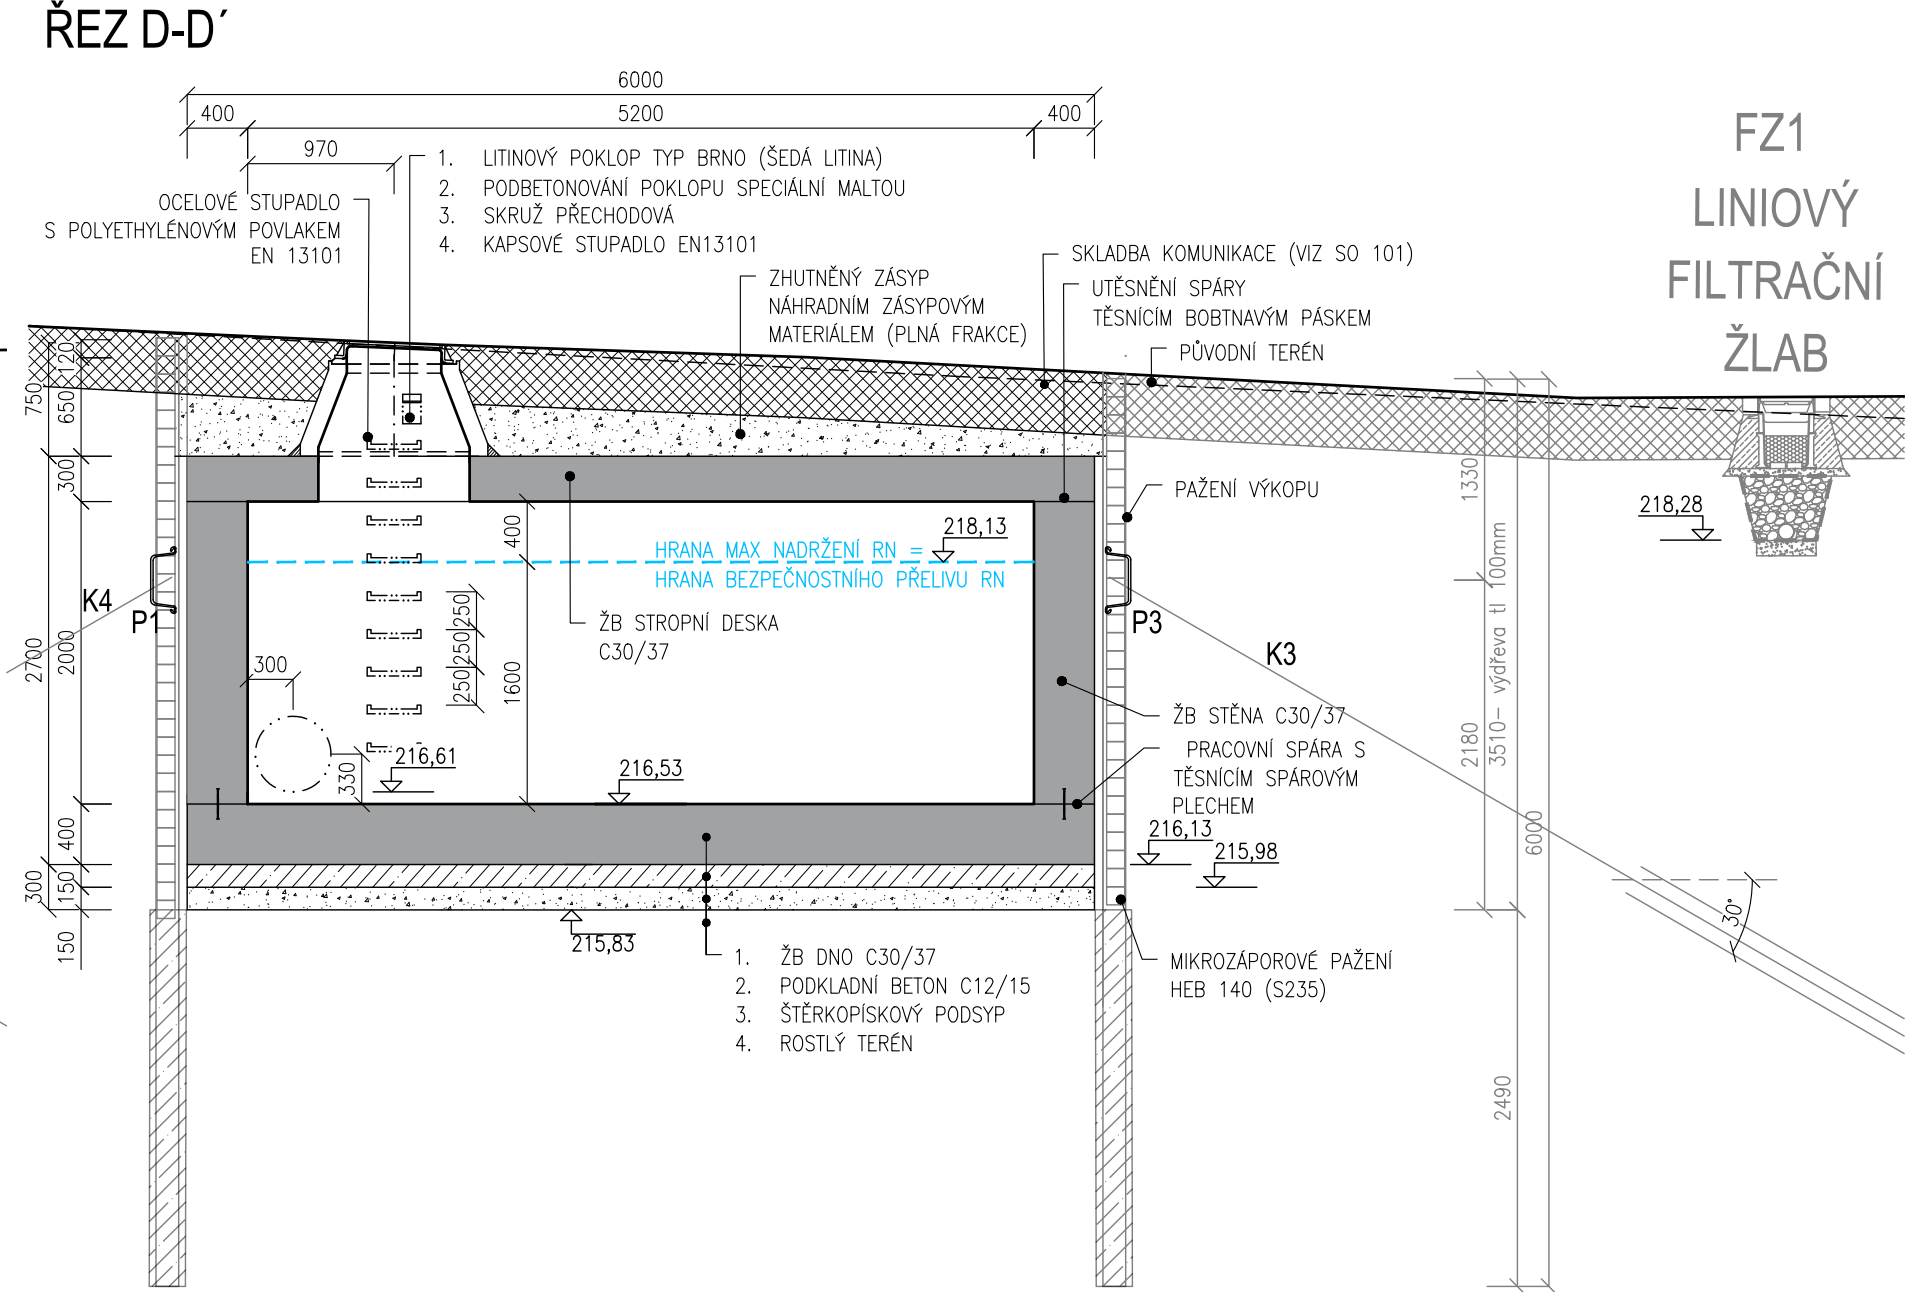 ŘEZ D-D´
6000
400
5200
400
970
1. LITINOVÝ POKLOP TYP BRNO (ŠEDÁ LITINA)
2. PODBETONOVÁNÍ POKLOPU SPECIÁLNÍ MALTOU
3. SKRUŽ PŘECHODOVÁ
4. KAPSOVÉ STUPADLO EN13101
OCELOVÉ STUPADLO
S POLYETHYLÉNOVÝM POVLAKEM
EN 13101
ZHUTNĚNÝ ZÁSYP
NÁHRADNÍM ZÁSYPOVÝM
MATERIÁLEM (PLNÁ FRAKCE)
SKLADBA KOMUNIKACE (VIZ SO 101)
UTĚSNĚNÍ SPÁRY
TĚSNÍCÍM BOBTNAVÝM PÁSKEM
PŮVODNÍ TERÉN
FZ1
LINIOVÝ
FILTRAČNÍ
ŽLAB
120
750
650
300
2700
2000
400
300
150
150
K4
P1
400
218,13
HRANA MAX NADRŽENÍ RN =
HRANA BEZPEČNOSTNÍHO PŘELIVU RN
ŽB STROPNÍ DESKA
C30/37
250
250
250
1600
300
330
216,61
216,53
PAŽENÍ VÝKOPU
P3
K3
ŽB STĚNA C30/37
PRACOVNÍ SPÁRA S
TĚSNÍCÍM SPÁROVÝM
PLECHEM
216,13
215,98
218,28
1330
2180
3510- výdřeva tl 100mm
6000
2490
30°
215,83
1. ŽB DNO C30/37
2. PODKLADNÍ BETON C12/15
3. ŠTĚRKOPÍSKOVÝ PODSYP
4. ROSTLÝ TERÉN
MIKROZÁPOROVÉ PAŽENÍ
HEB 140 (S235)